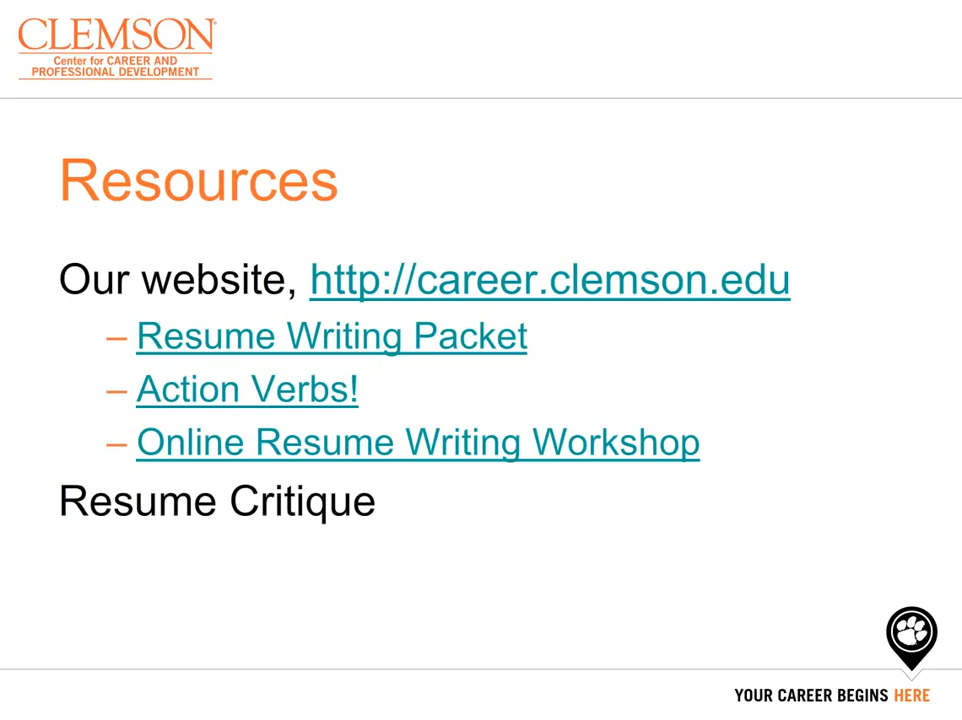 CLEMSON
Center for CAREER AND
PROFESSIONAL DEVELOPMENT
Resources
Our website, http://career.clemson.edu
– Resume Writing Packet
– Action Verbs!
– Online Resume Writing Workshop
Resume Critique
YOUR CAREER BEGINS HERE